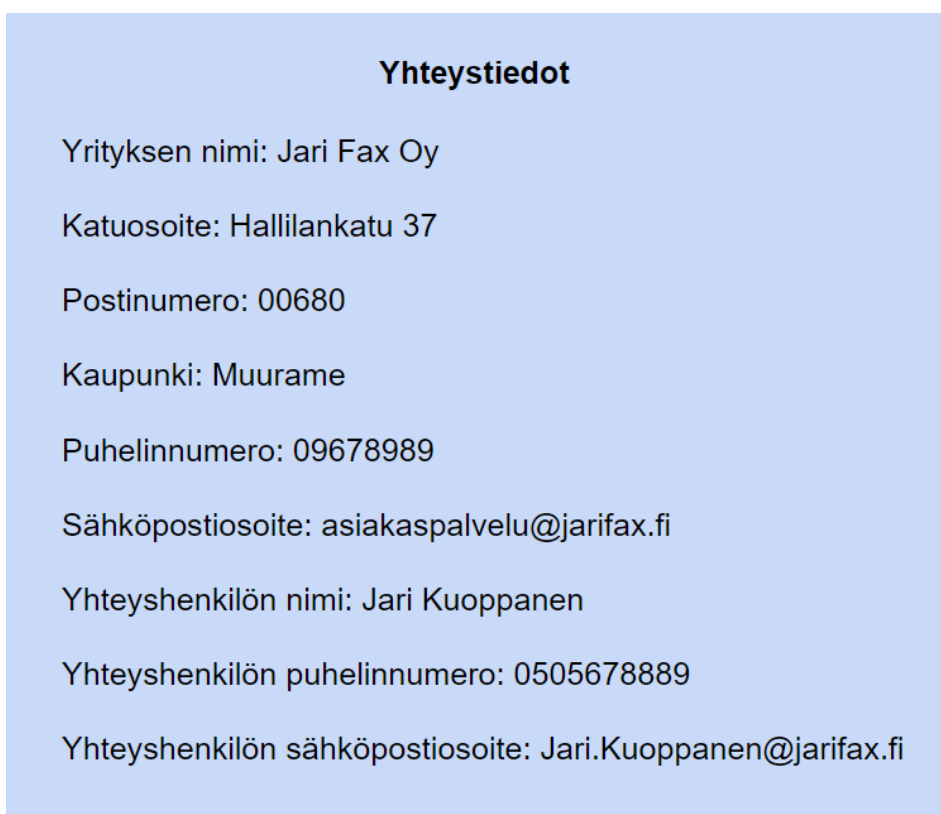 Yhteystiedot
Yrityksen nimi: Jari Fax Oy
Katuosoite: Hallilankatu 37
Postinumero: 00680
Kaupunki: Muurame
Puhelinnumero: 09678989
Sähköpostiosoite: asiakaspalvelu@jarifax.fi
Yhteyshenkilön nimi: Jari Kuoppanen
Yhteyshenkilön puhelinnumero: 0505678889
Yhteyshenkilön sähköpostiosoite: Jari.Kuoppanen@jarifax.fi